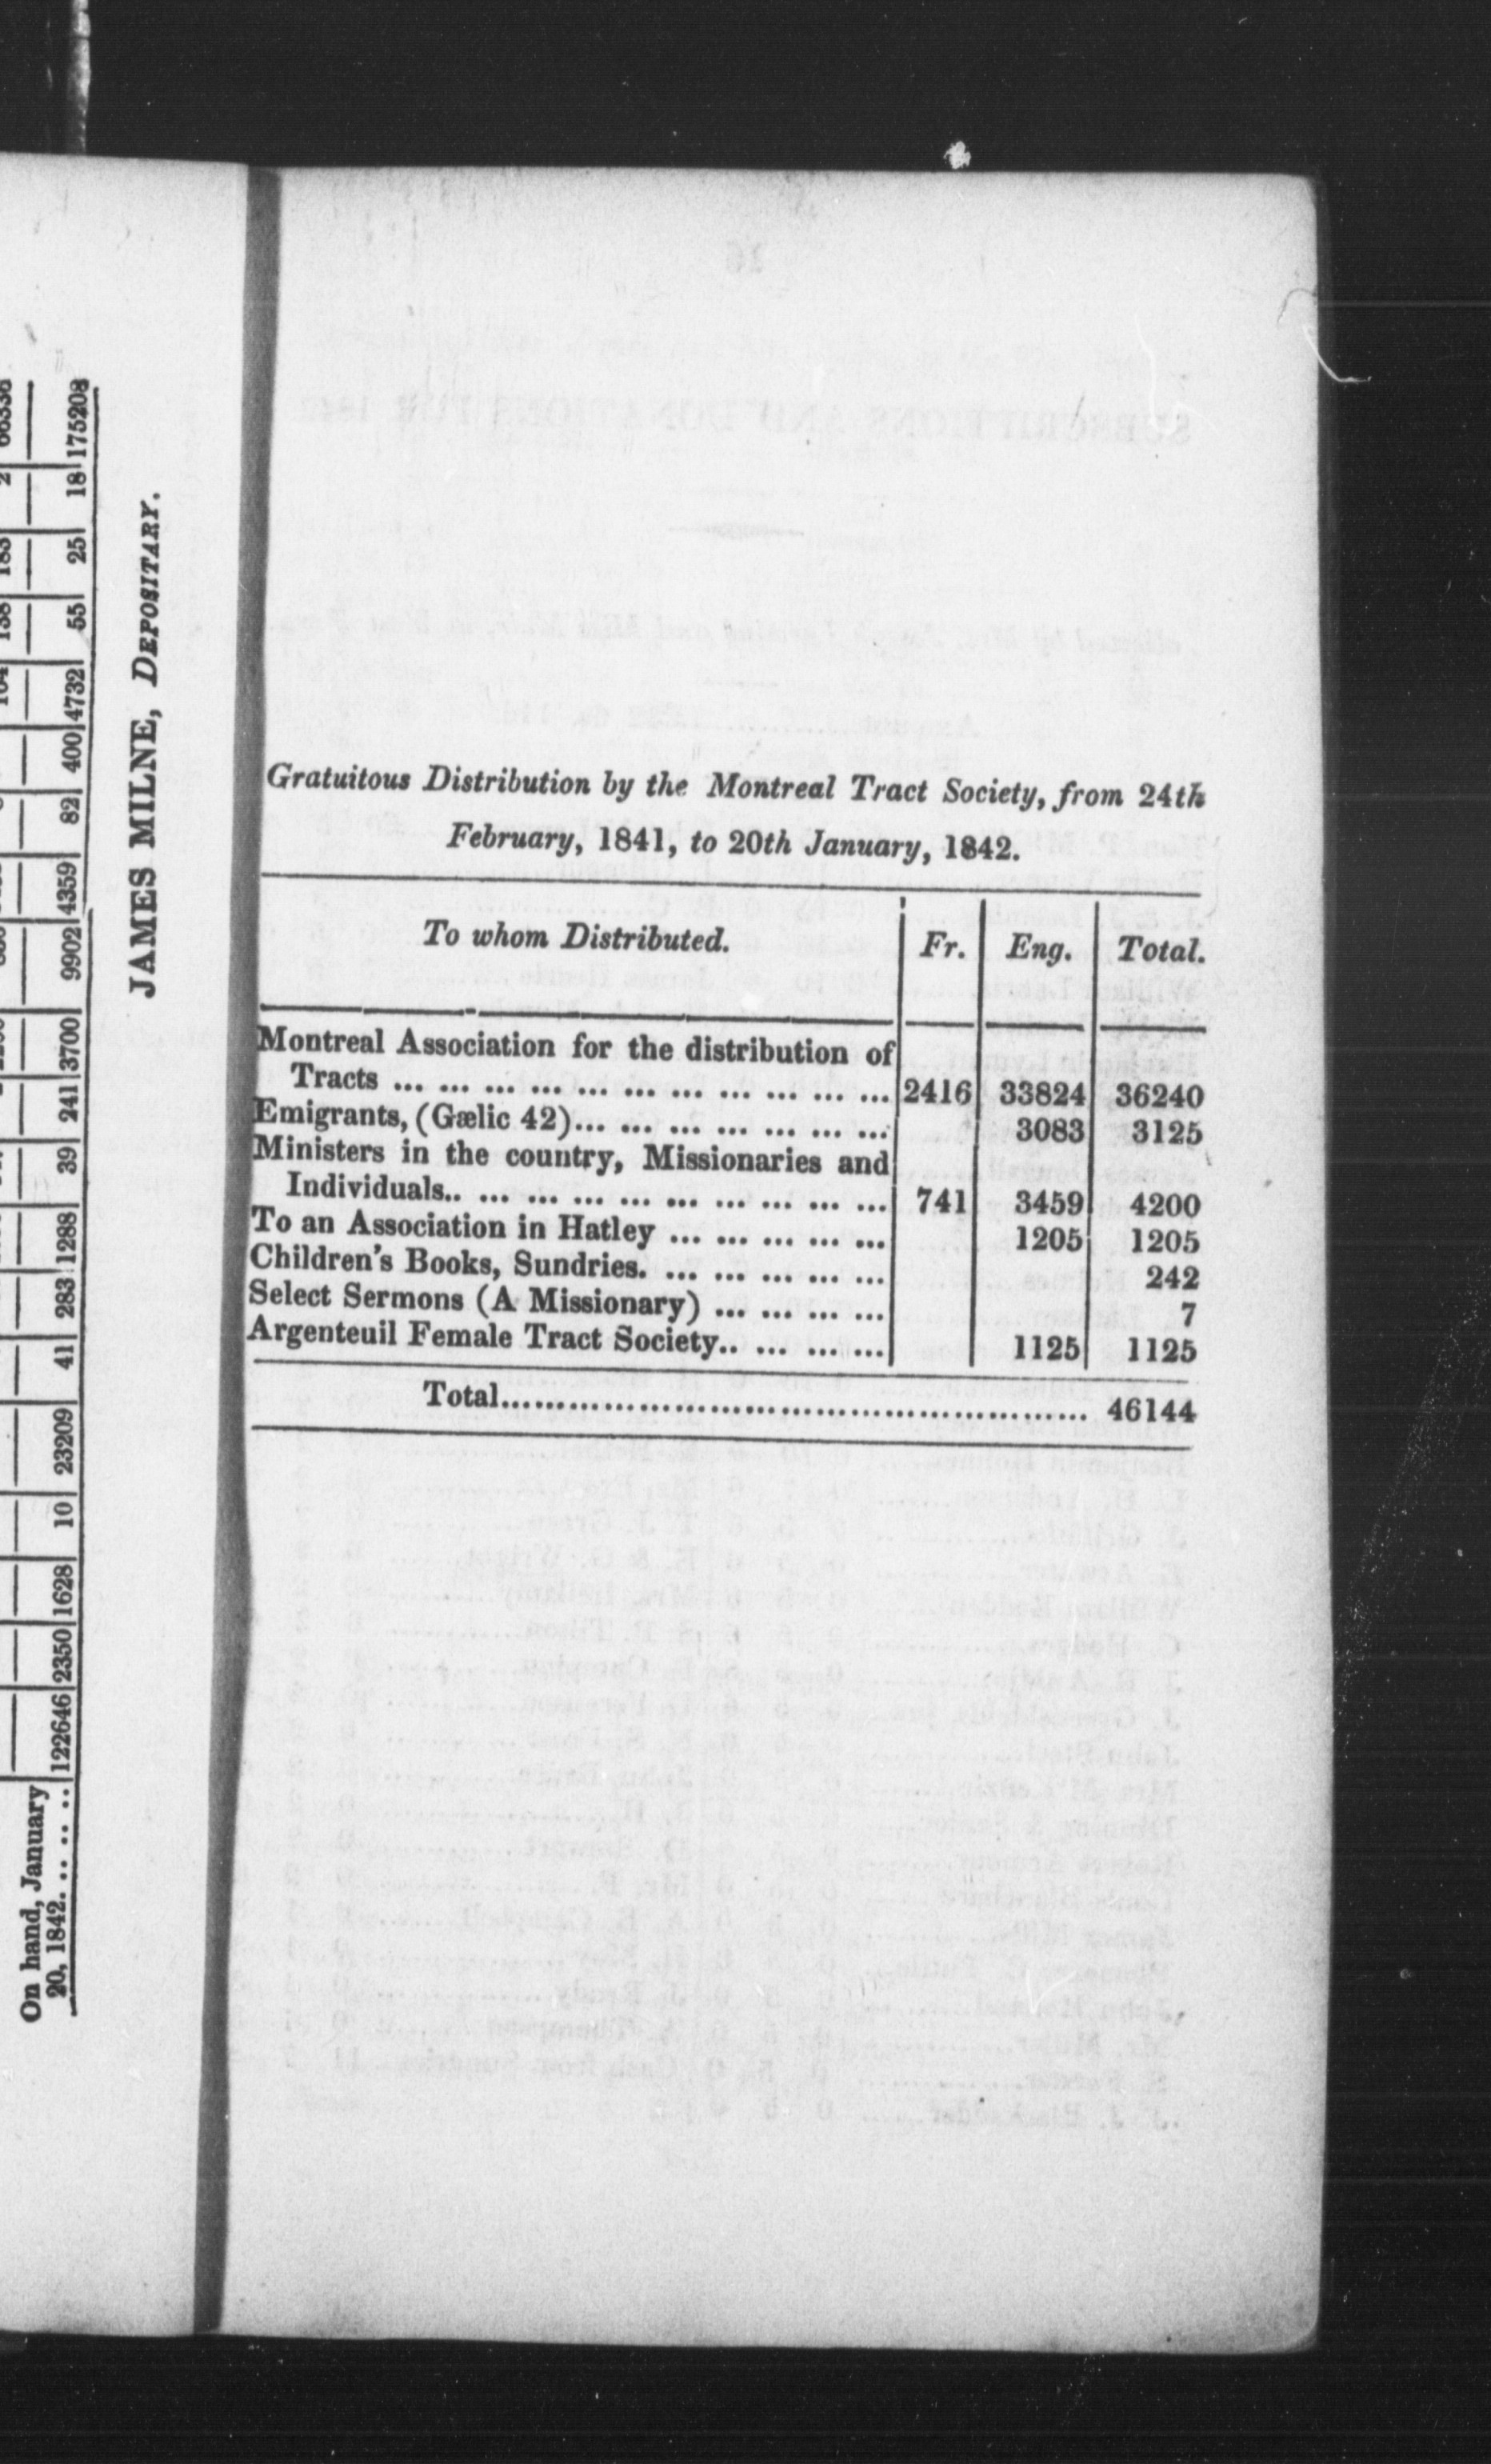 Gratuitous Distribution by the Montreal Tract Society, from 24th
February, 1841, to 20th January, 1842.
To whom Distributed. Fr. Eng. Total.
Montreal Association for the distribution of
Tracts ... ... ... ... ... ... ... ... ... ... ... 2416 33824 36240
Emigrants, (Gælic 42)... ... ... ... ... ... ... 3083 3125
Ministers in the country, Missionaries and
Individuals.. ... ... ... ... ... ... ... ... ... 741 3459 4200
To an Association in Hatley ... ... ... ... ... 1205 1205
Children's Books, Sundries. ... ... ... ... ... 242
Select Sermons (A Missionary) ... ... ... ... 7
Argenteuil Female Tract Society.. ... ... ... 1125 1125
Total.................................................. 46144
On hand, January
20, 1842. .. .. .. 122646 2350 1628 10 23209 41 283 1288 39 241 3700 9902 4359 82 400 4732 55 25 18 175208
JAMES MILNE, DEPOSITARY.